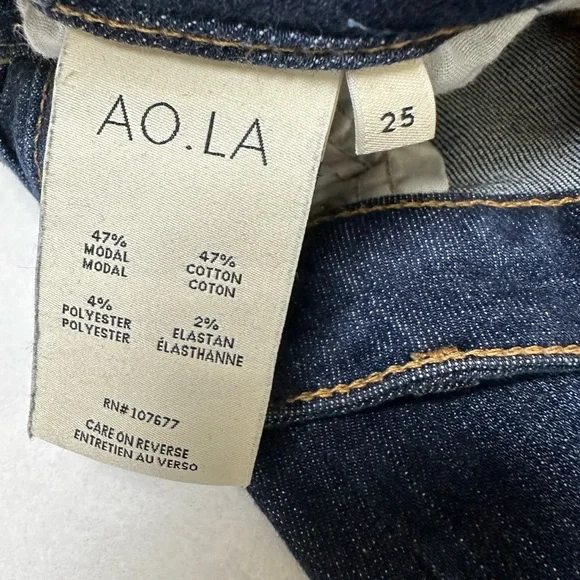 AO.LA
25
47%
MODAL
MODAL
47%
COTTON
COTON
4%
POLYESTER
POLYESTER
2%
ELASTAN
ÉLASTHANNE
RN#107677
CARE ON REVERSE
ENTRETIEN AU VERSO